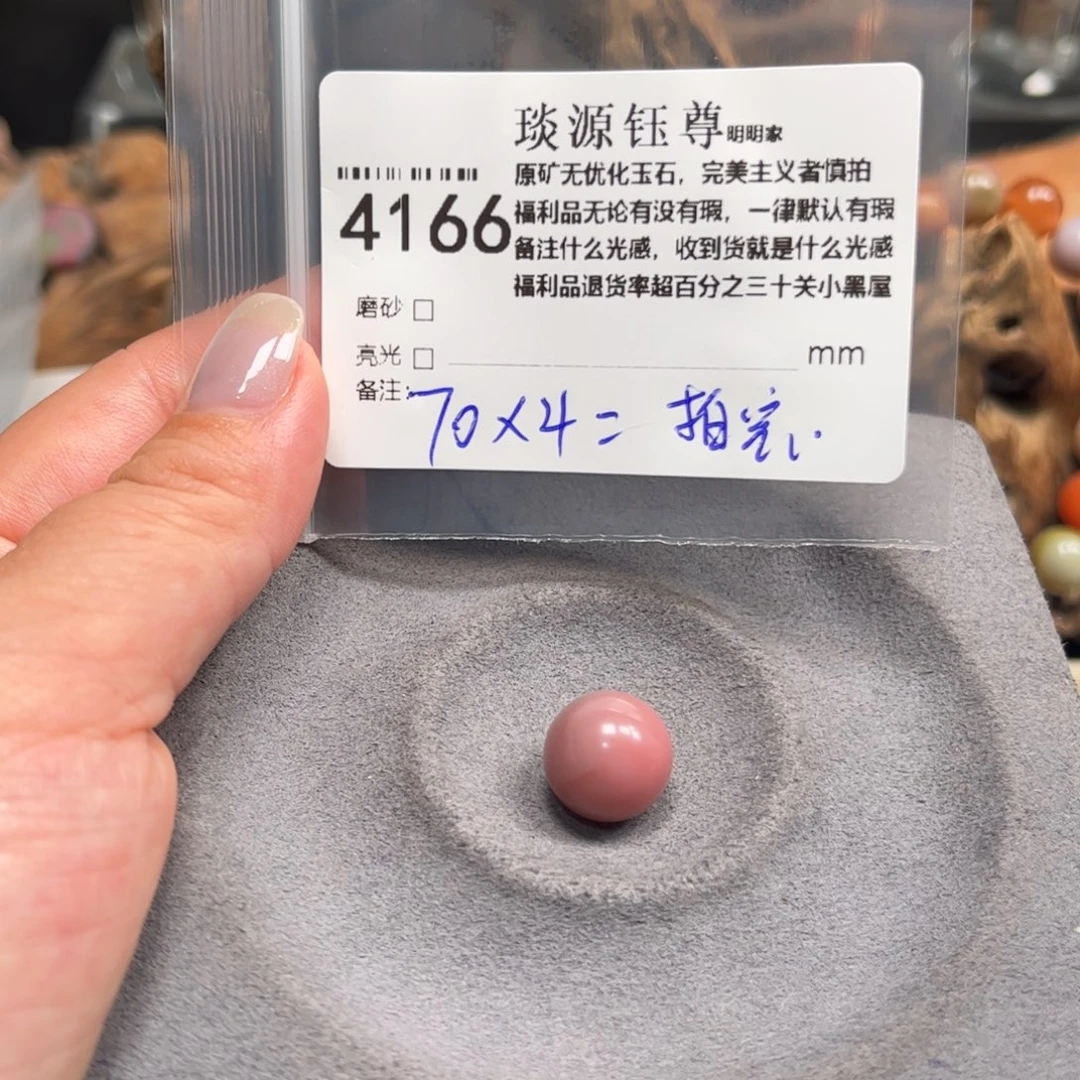 琰源钰尊明明家
原矿无优化玉石，完美主义者慎拍
4166
福利品无论有没有瑕，一律默认有瑕
备注什么光感，收到货就是什么光感
福利品退货率超百分之三十关小黑屋
磨砂 □
亮光 □ mm
备注:70×4= 拍